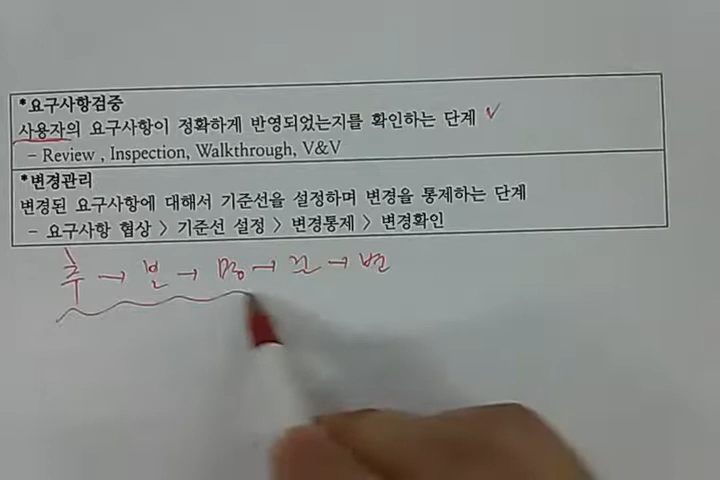 *요구사항검증
사용자의 요구사항이 정확하게 반영되었는지를 확인하는 단계 ✓
- Review , Inspection, Walkthrough, V&V
*변경관리
변경된 요구사항에 대해서 기준선을 설정하며 변경을 통제하는 단계
- 요구사항 협상 > 기준선 설정 > 변경통제 > 변경확인
추 → 분 → 명 → 검 → 변